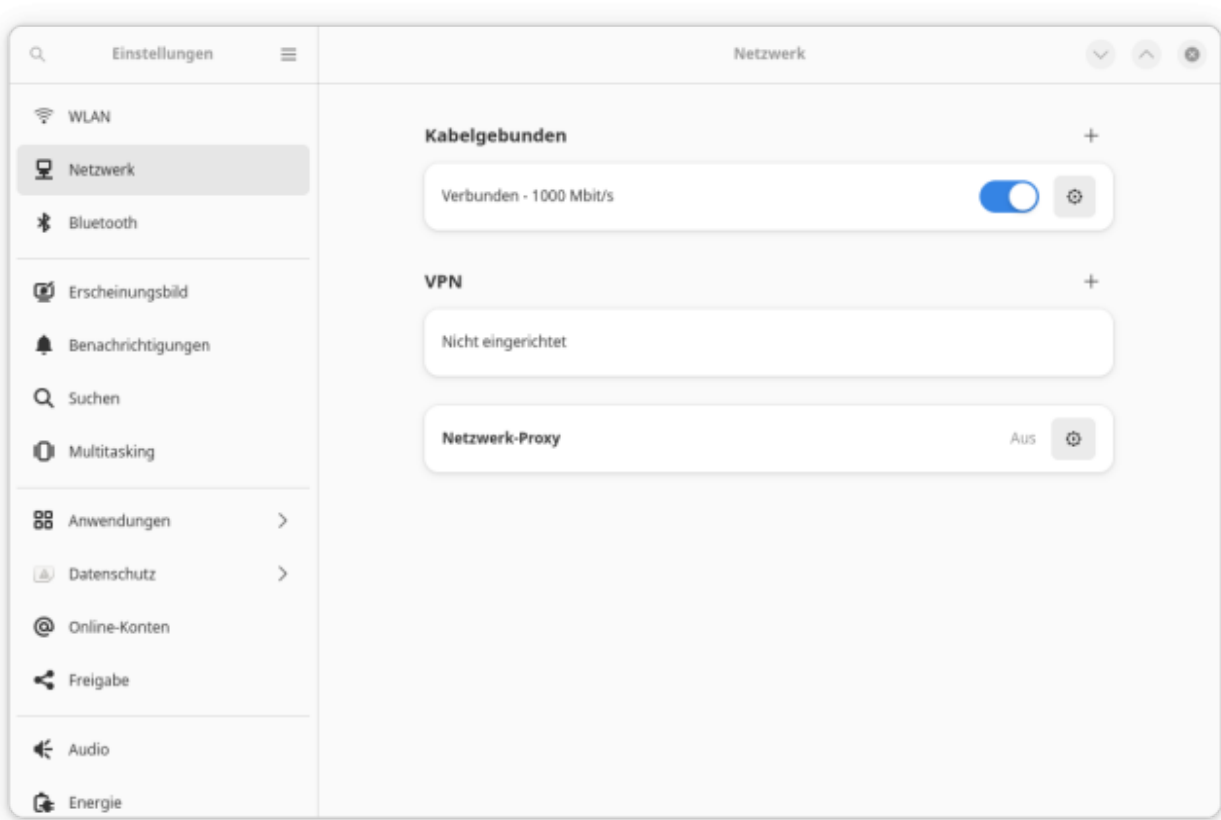 Einstellungen
Netzwerk
WLAN
Netzwerk
Bluetooth
Erscheinungsbild
Benachrichtigungen
Suchen
Multitasking
Anwendungen
Datenschutz
Online-Konten
Freigabe
Audio
Energie
Kabelgebunden
Verbunden - 1000 Mbit/s
VPN
Nicht eingerichtet
Netzwerk-Proxy Aus